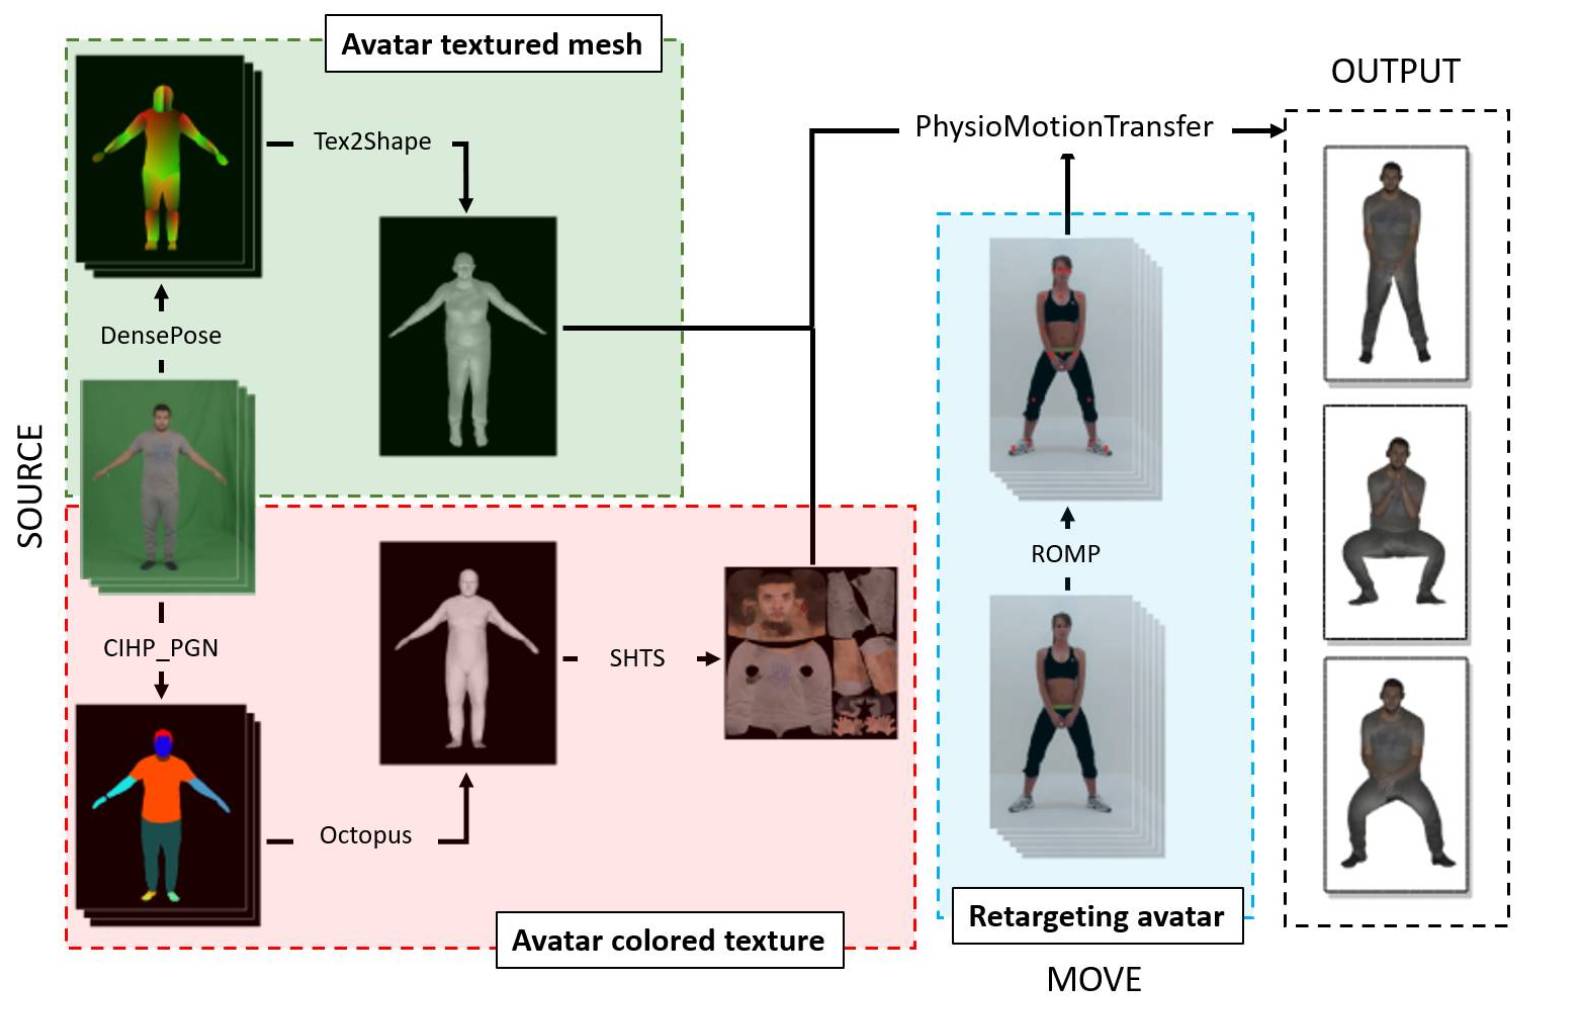 Avatar textured mesh
OUTPUT
Tex2Shape
PhysioMotionTransfer
DensePose
SOURCE
ROMP
CIHP_PGN
SHTS
Octopus
Avatar colored texture
Retargeting avatar
MOVE